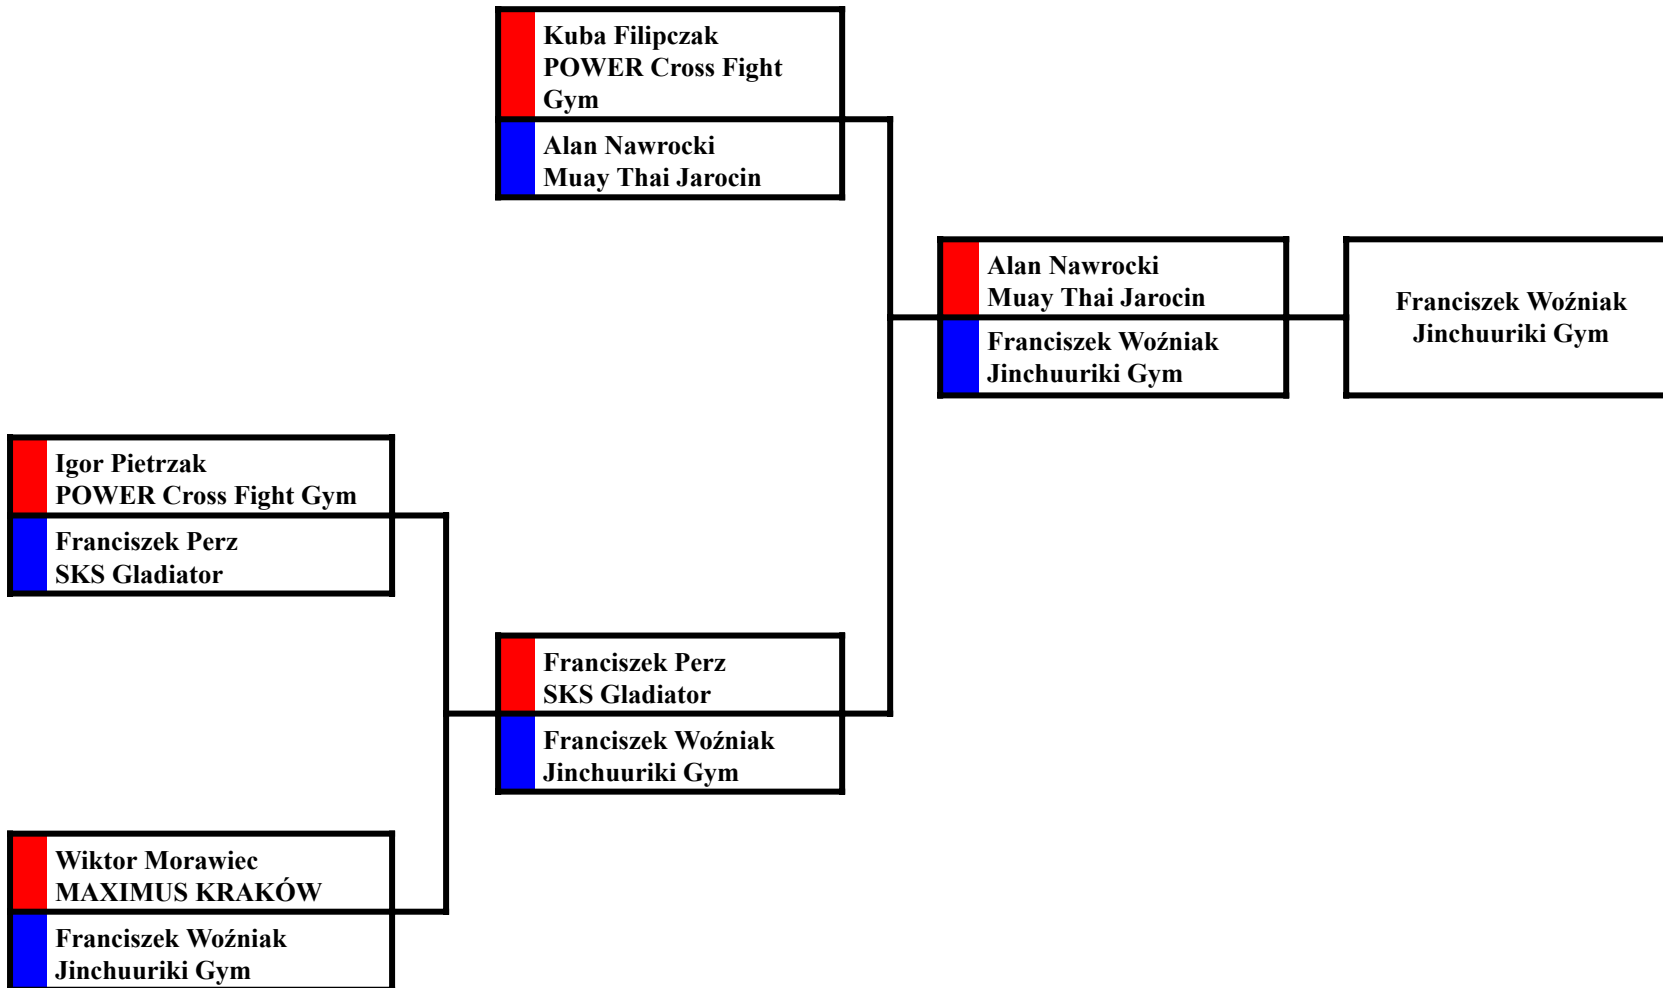 Kuba Filipczak
POWER Cross Fight
Gym
Alan Nawrocki
Muay Thai Jarocin
Alan Nawrocki
Muay Thai Jarocin
Franciszek Woźniak
Jinchuuriki Gym
Franciszek Woźniak
Jinchuuriki Gym
Igor Pietrzak
POWER Cross Fight Gym
Franciszek Perz
SKS Gladiator
Franciszek Perz
SKS Gladiator
Franciszek Woźniak
Jinchuuriki Gym
Wiktor Morawiec
MAXIMUS KRAKÓW
Franciszek Woźniak
Jinchuuriki Gym